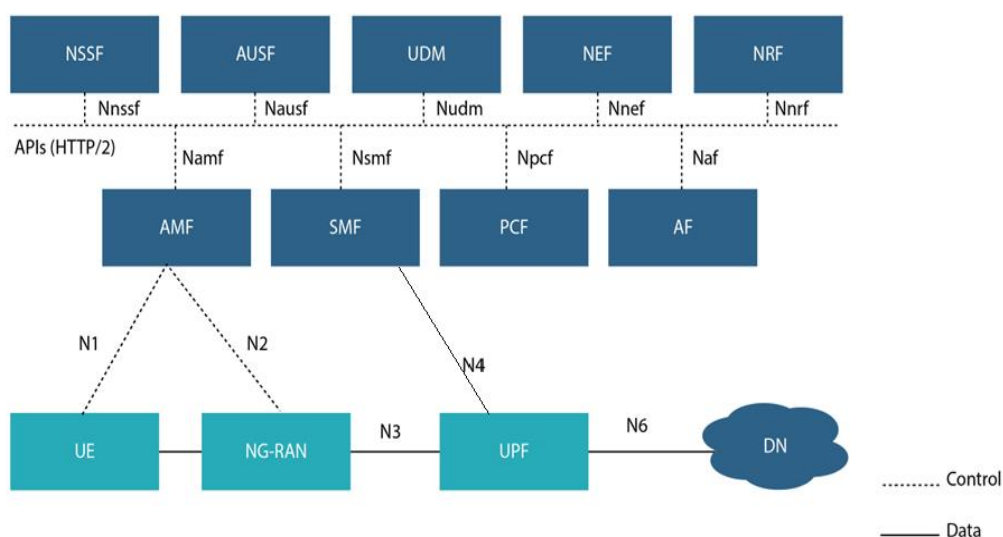 NSSF AUSF UDM NEF NRF
Nnssf Nausf Nudm Nnef Nnrf
APIs (HTTP/2)
Namf Nsmf Npcf Naf
AMF SMF PCF AF
N1 N2 N4
N3 N6
UE NG-RAN UPF DN
Control
Data